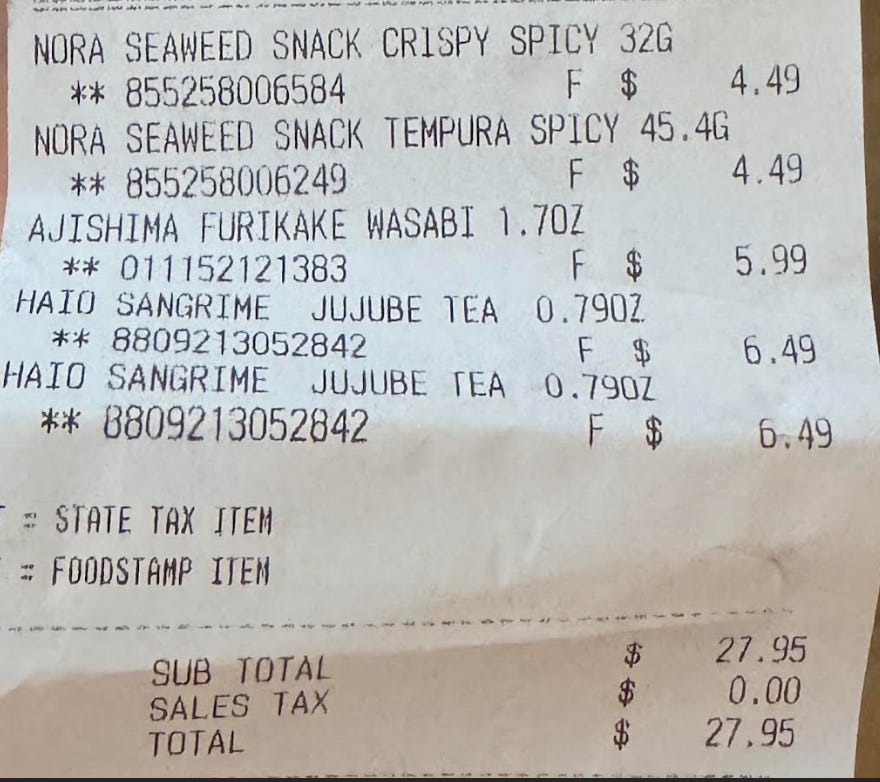 NORA SEAWEED SNACK CRISPY SPICY 32G
** 855258006584 F $ 4.49
NORA SEAWEED SNACK TEMPURA SPICY 45.4G
** 855258006249 F $ 4.49
AJISHIMA FURIKAKE WASABI 1.7OZ
** 011152121383 F $ 5.99
HAIO SANGRIME JUJUBE TEA 0.79OZ
** 8809213052842 F $ 6.49
HAIO SANGRIME JUJUBE TEA 0.79OZ
** 8809213052842 F $ 6.49
= STATE TAX ITEM
= FOODSTAMP ITEM
SUB TOTAL $ 27.95
SALES TAX $ 0.00
TOTAL $ 27.95